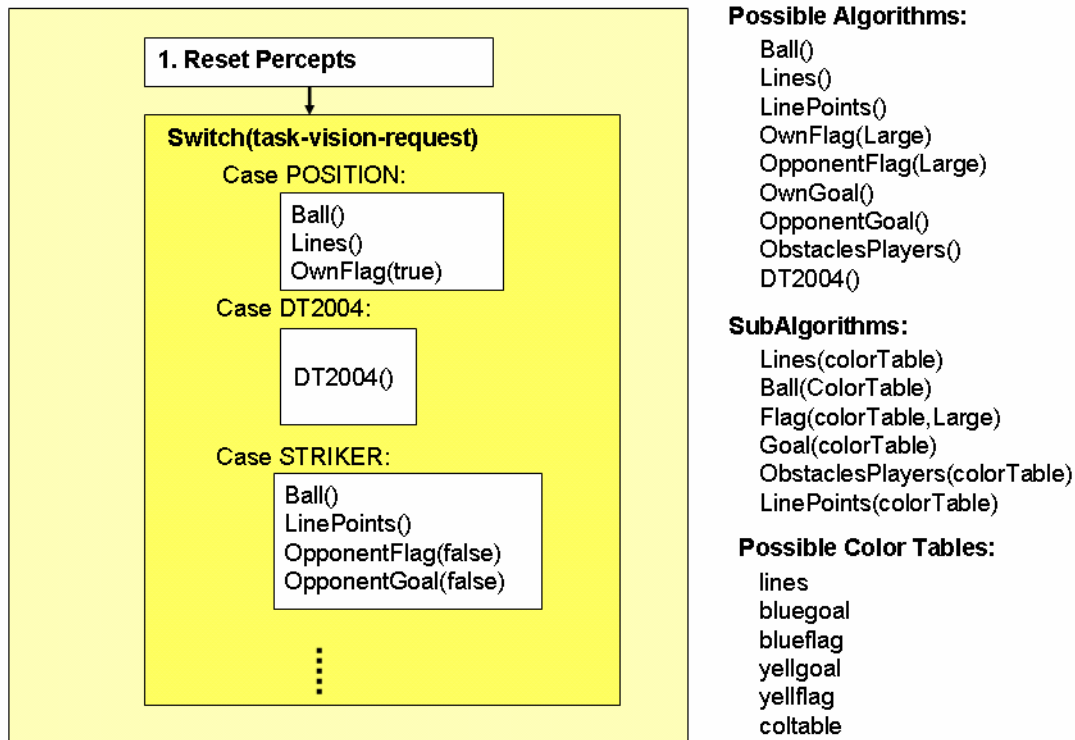 1. Reset Percepts
Switch(task-vision-request)
Case POSITION:
Ball()
Lines()
OwnFlag(true)
Case DT2004:
DT2004()
Case STRIKER:
Ball()
LinePoints()
OpponentFlag(false)
OpponentGoal(false)
Possible Algorithms:
Ball()
Lines()
LinePoints()
OwnFlag(Large)
OpponentFlag(Large)
OwnGoal()
OpponentGoal()
ObstaclesPlayers()
DT2004()
SubAlgorithms:
Lines(colorTable)
Ball(ColorTable)
Flag(colorTable,Large)
Goal(colorTable)
ObstaclesPlayers(colorTable)
LinePoints(colorTable)
Possible Color Tables:
lines
bluegoal
blueflag
yellgoal
yellflag
coltable